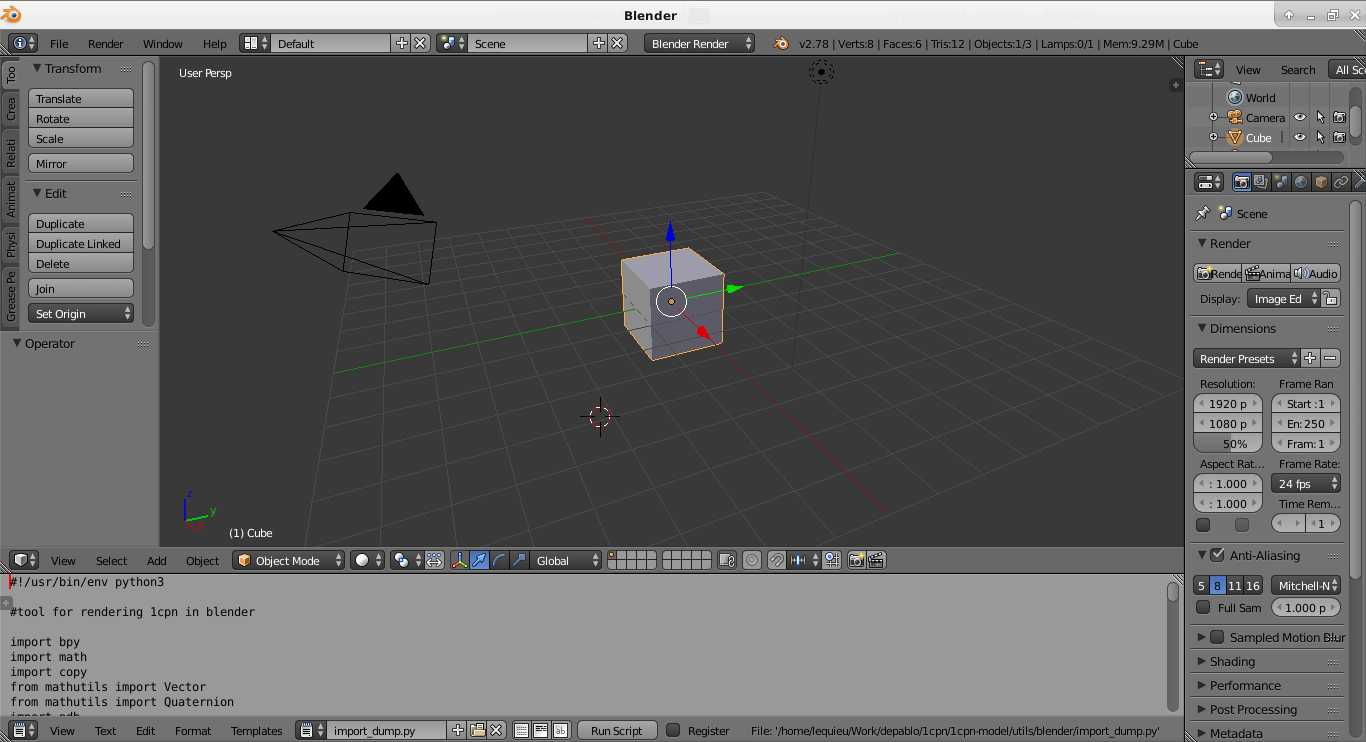 Blender
File Render Window Help Default Scene Blender Render v2.78 | Verts:8 | Faces:6 | Tris:12 | Objects:1/3 | Lamps:0/1 | Mem:9.29M | Cube
Too
Crea
Relati
Animat
Physi
Grease Pe
Transform
Translate
Rotate
Scale
Mirror
Edit
Duplicate
Duplicate Linked
Delete
Join
Set Origin
Operator
User Persp
z
y
x
(1) Cube
View Select Add Object Object Mode Global
#!/usr/bin/env python3
#tool for rendering 1cpn in blender
import bpy
import math
import copy
from mathutils import Vector
from mathutils import Quaternion
import pdb
View Text Edit Format Templates import_dump.py Run Script Register File: '/home/lequieu/Work/depablo/1cpn/1cpn-model/utils/blender/import_dump.py'
View Search All Sc
World
Camera
Cube
Scene
Render
Rende Anima Audio
Display: Image Ed
Dimensions
Render Presets
Resolution: Frame Ran
1920 p Start :1
1080 p En: 250
50% Fram: 1
Aspect Rat... Frame Rate:
: 1.000 24 fps
: 1.000 Time Rem...
1
Anti-Aliasing
5 8 11 16 Mitchell-N
Full Sam 1.000 p
Sampled Motion Blur
Shading
Performance
Post Processing
Metadata